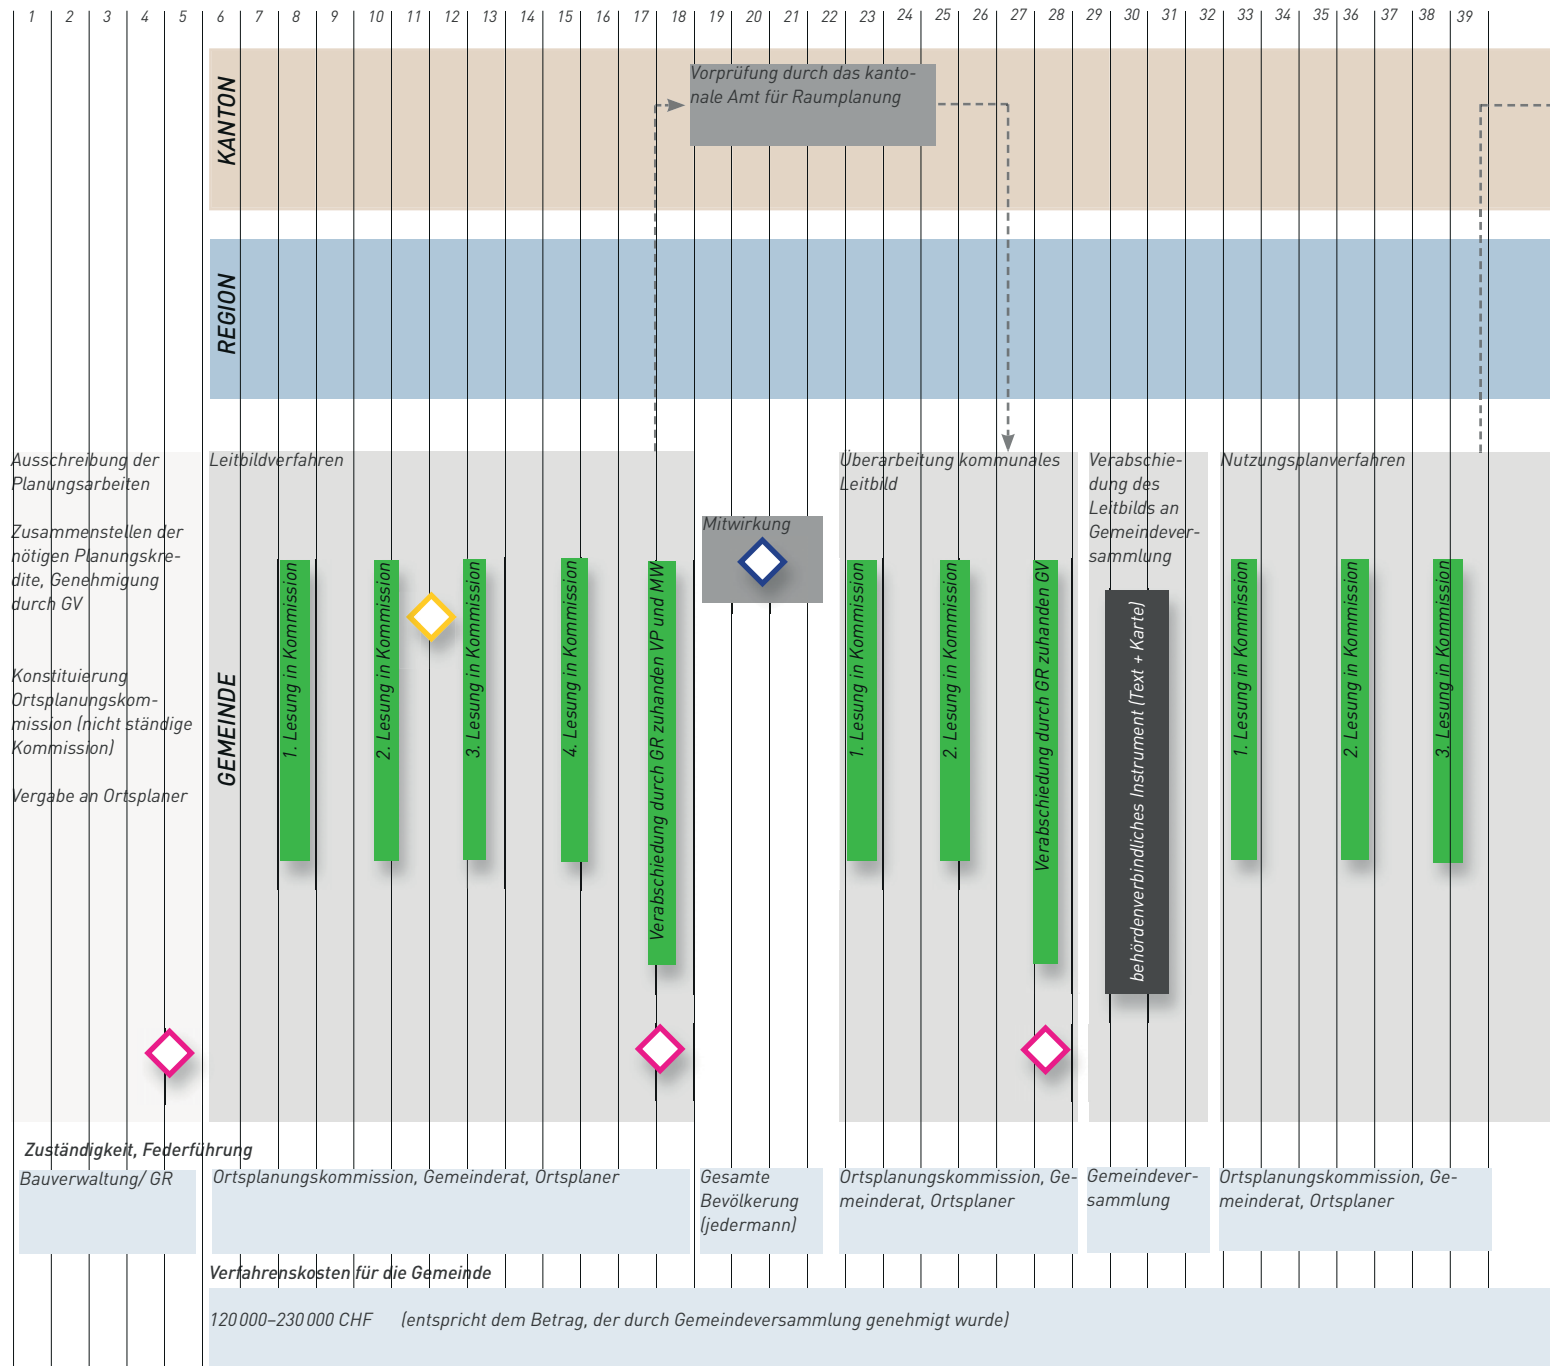 1 2 3 4 5 6 7 8 9 10 11 12 13 14 15 16 17 18 19 20 21 22 23 24 25 26 27 28 29 30 31 32 33 34 35 36 37 38 39
KANTON
Vorprüfung durch das kanto-
nale Amt für Raumplanung
REGION
Ausschreibung der
Planungsarbeiten
Zusammenstellen der
nötigen Planungskre-
dite, Genehmigung
durch GV
Konstituierung
Ortsplanungskom-
mission (nicht ständige
Kommission)
Vergabe an Ortsplaner
GEMEINDE
Leitbildverfahren
1. Lesung in Kommission
2. Lesung in Kommission
3. Lesung in Kommission
4. Lesung in Kommission
Verabschiedung durch GR zuhanden VP und MW
Mitwirkung
Überarbeitung kommunales
Leitbild
1. Lesung in Kommission
2. Lesung in Kommission
Verabschiedung durch GR zuhanden GV
Verabschie-
dung des
Leitbilds an
Gemeindever-
sammlung
behördenverbindliches Instrument (Text + Karte)
Nutzungsplanverfahren
1. Lesung in Kommission
2. Lesung in Kommission
3. Lesung in Kommission
Zuständigkeit, Federführung
Bauverwaltung/ GR
Ortsplanungskommission, Gemeinderat, Ortsplaner
Gesamte
Bevölkerung
(jedermann)
Ortsplanungskommission, Ge-
meinderat, Ortsplaner
Gemeindever-
sammlung
Ortsplanungskommission, Ge-
meinderat, Ortsplaner
Verfahrenskosten für die Gemeinde
120 000–230 000 CHF (entspricht dem Betrag, der durch Gemeindeversammlung genehmigt wurde)